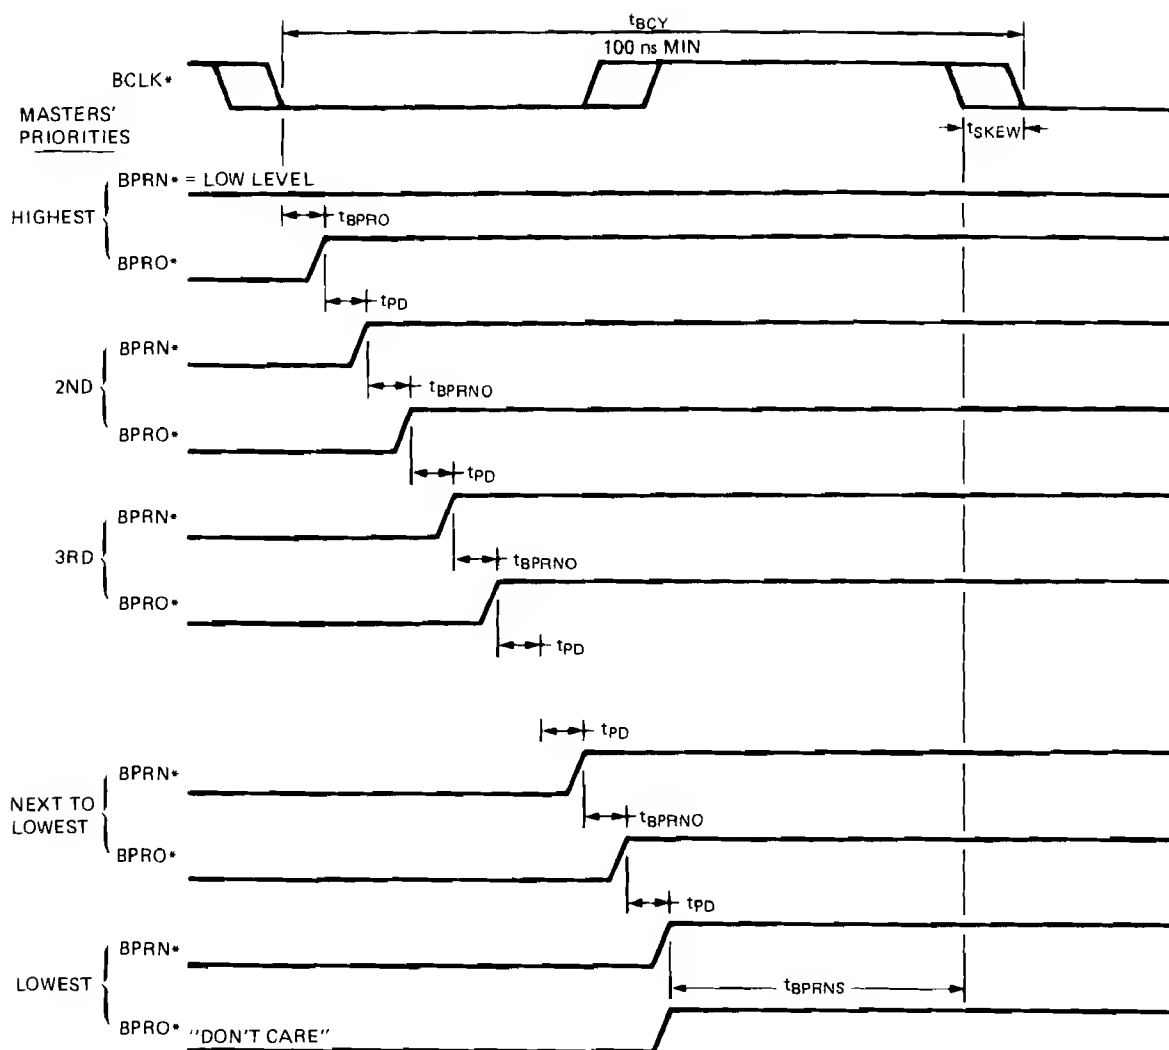 tBCY
100 ns MIN
BCLK*
MASTERS'
PRIORITIES
tSKEW
BPRN* = LOW LEVEL
HIGHEST
tBPRO
BPRO*
tPD
BPRN*
2ND
tBPRNO
BPRO*
tPD
BPRN*
3RD
tBPRNO
BPRO*
tPD
tPD
BPRN*
NEXT TO
LOWEST
tBPRNO
BPRO*
tPD
BPRN*
LOWEST
tBPRNS
BPRO* "DON'T CARE"